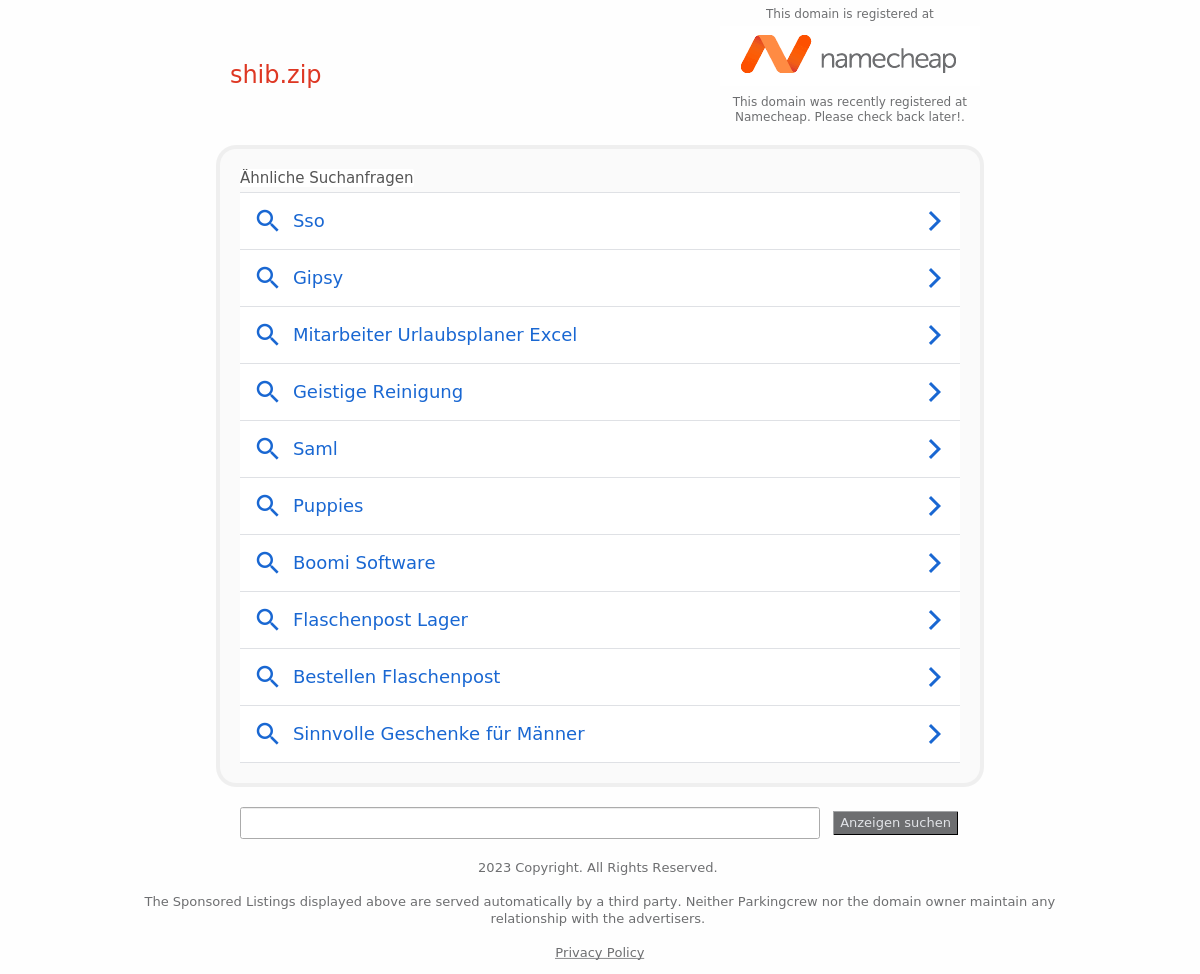 This domain is registered at
namecheap
shib.zip
This domain was recently registered at
Namecheap. Please check back later!.
Ähnliche Suchanfragen
Sso
Gipsy
Mitarbeiter Urlaubsplaner Excel
Geistige Reinigung
Saml
Puppies
Boomi Software
Flaschenpost Lager
Bestellen Flaschenpost
Sinnvolle Geschenke für Männer
Anzeigen suchen
2023 Copyright. All Rights Reserved.
The Sponsored Listings displayed above are served automatically by a third party. Neither Parkingcrew nor the domain owner maintain any
relationship with the advertisers.
Privacy Policy